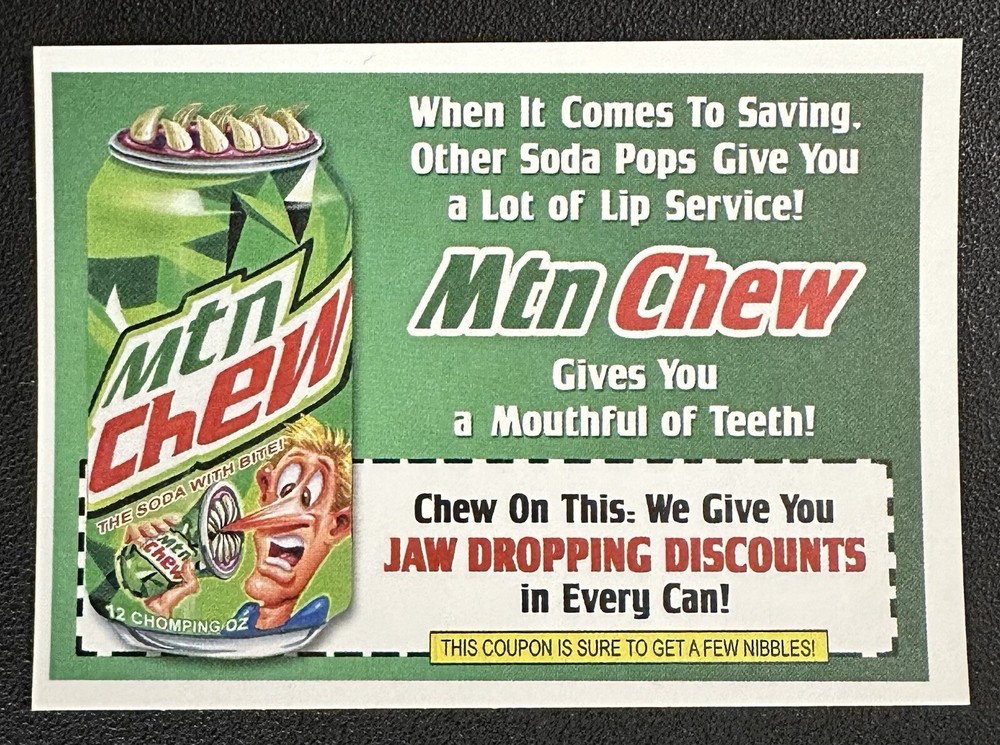 When It Comes To Saving,
Other Soda Pops Give You
a Lot of Lip Service!
Mtn Chew
Gives You
a Mouthful of Teeth!
Mtn
Chew
THE SODA WITH BITE!
Mtn
Chew
12 CHOMPING OZ
Chew On This: We Give You
JAW DROPPING DISCOUNTS
in Every Can!
THIS COUPON IS SURE TO GET A FEW NIBBLES!